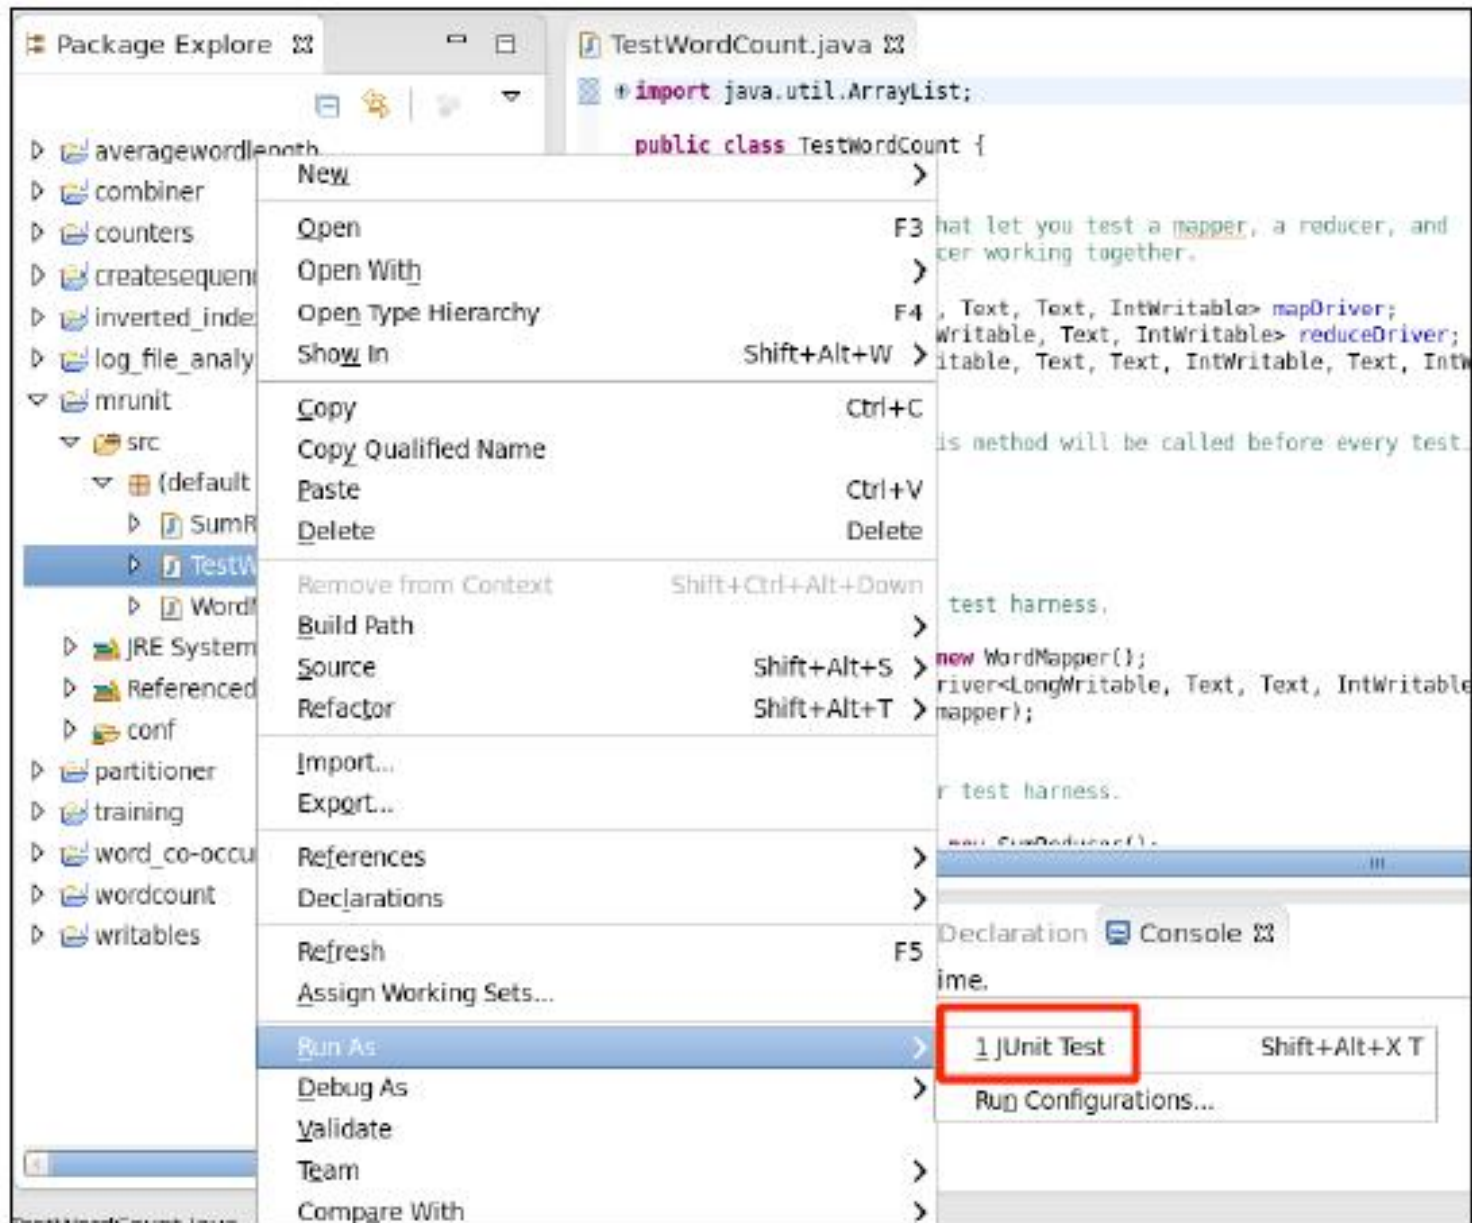 Package Explore
TestWordCount.java
import java.util.ArrayList;
public class TestWordCount {
averagewordlength
combiner
counters
createsequen
inverted_inde
log_file_analy
mrunit
src
(default
SumR
TestW
Word
JRE System
Referenced
conf
partitioner
training
word_co-occu
wordcount
writables
New
Open F3
Open With
Open Type Hierarchy F4
Show In Shift+Alt+W
Copy Ctrl+C
Copy Qualified Name
Paste Ctrl+V
Delete Delete
Remove from Context Shift+Ctrl+Alt+Down
Build Path
Source Shift+Alt+S
Refactor Shift+Alt+T
Import...
Export...
References
Declarations
Refresh F5
Assign Working Sets...
Run As
Debug As
Validate
Team
Compare With
1 JUnit Test Shift+Alt+X T
Run Configurations...
hat let you test a mapper, a reducer, and
cer working together.
, Text, Text, IntWritable> mapDriver;
Writable, Text, IntWritable> reduceDriver;
itable, Text, Text, IntWritable, Text, IntW
is method will be called before every test.
test harness.
new WordMapper();
river<LongWritable, Text, Text, IntWritable
mapper);
r test harness.
new SumReducer();
Declaration Console
ime.
TestWordCount.java